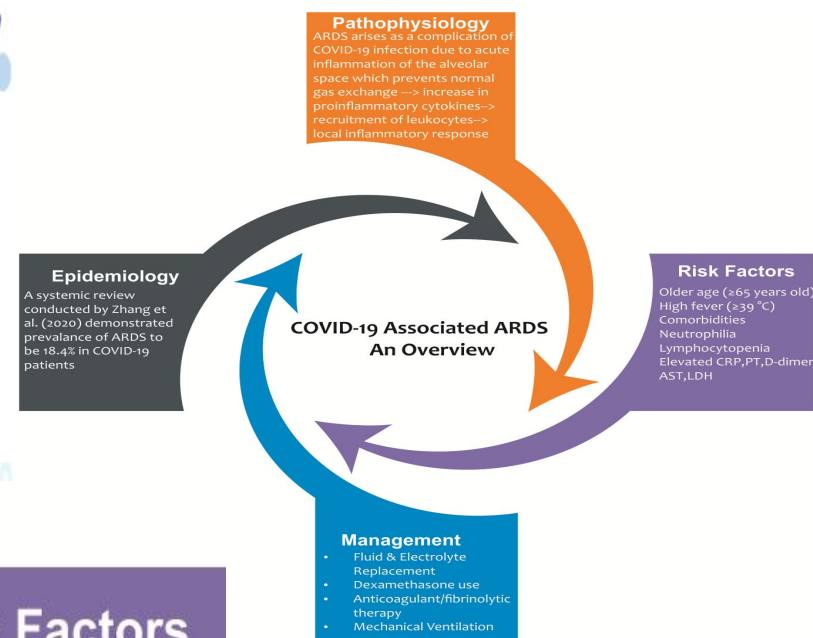 Pathophysiology
ARDS arises as a complication of
COVID-19 infection due to acute
inflammation of the alveolar
space which prevents normal
gas exchange ---> increase in
proinflammatory cytokines-->
recruitment of leukocytes-->
local inflammatory response
Epidemiology
A systemic review
conducted by Zhang et
al. (2020) demonstrated
prevalance of ARDS to
be 18.4% in COVID-19
patients
COVID-19 Associated ARDS
An Overview
Risk Factors
Older age (≥65 years old)
High fever (≥39 °C)
Comorbidities
Neutrophilia
Lymphocytopenia
Elevated CRP,PT,D-dimer
AST,LDH
Management
• Fluid & Electrolyte
Replacement
• Dexamethasone use
• Anticoagulant/fibrinolytic
therapy
• Mechanical Ventilation
Factors